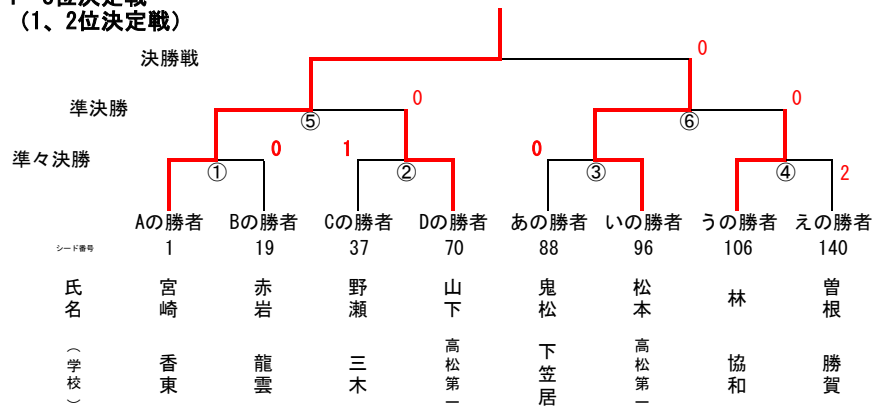 (1、2位決定戦)
決勝戦
0
準決勝
⑤
0
⑥
0
準々決勝
①
0
1
②
0
③
④
2
Aの勝者 Bの勝者 Cの勝者 Dの勝者 あの勝者 いの勝者 うの勝者 えの勝者
シード番号 1 19 37 70 88 96 106 140
氏名 宮崎 赤岩 野瀬 山下 鬼松 松本 林 曽根
(学校) 香東 龍雲 三木 高松第一 下笠居 高松第一 協和 勝賀